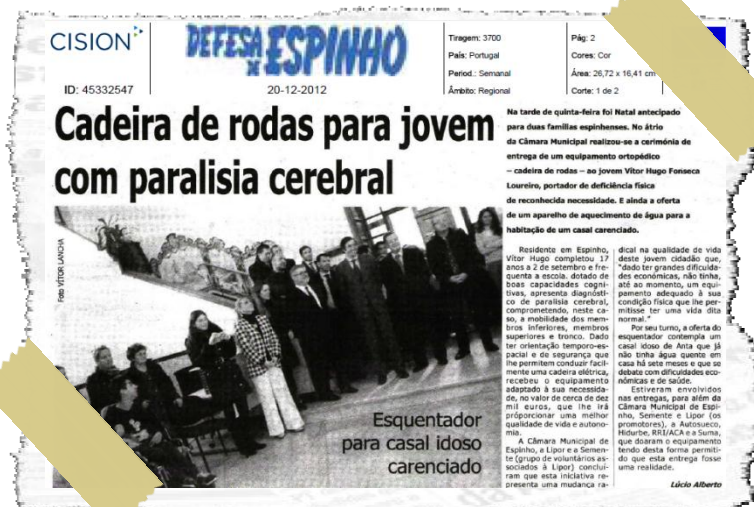 CISION
ID: 45332547
DEFESA DE ESPINHO
20-12-2012
Tiragem: 3700
País: Portugal
Period.: Semanal
Âmbito: Regional
Pág: 2
Cores: Cor
Área: 26,72 x 16,41 cm
Corte: 1 de 2
Cadeira de rodas para jovem
com paralisia cerebral
Na tarde de quinta-feira foi Natal antecipado
para duas famílias espinhenses. No átrio
da Câmara Municipal realizou-se a cerimónia de
entrega de um equipamento ortopédico
– cadeira de rodas – ao jovem Vítor Hugo Fonseca
Loureiro, portador de deficiência física
de reconhecida necessidade. E ainda a oferta
de um aparelho de aquecimento de água para a
habitação de um casal carenciado.
Foto VÍTOR LANCHA
Esquentador
para casal idoso
carenciado
Residente em Espinho,
Vítor Hugo completou 17
anos a 2 de setembro e fre-
quenta a escola. dotado de
boas capacidades cogni-
tivas, apresenta diagnósti-
co de paralisia cerebral,
comprometendo, neste ca-
so, a mobilidade dos mem-
bros inferiores, membros
superiores e tronco. Dado
ter orientação temporo-es-
pacial e de segurança que
lhe permitem conduzir facil-
mente uma cadeira elétrica,
recebeu o equipamento
adaptado à sua necessida-
de, no valor de cerca de dez
mil euros, que lhe irá
próporcionar uma melhor
qualidade de vida e autono-
mia.
A Câmara Municipal de
Espinho, a Lipor e a Semen-
te (grupo de voluntários as-
sociados à Lipor) concluí-
ram que esta iniciativa re-
presenta uma mudança ra-
dical na qualidade de vida
deste jovem cidadão que,
"dado ter grandes dificulda-
des económicas, não tinha,
até ao momento, um equi-
pamento adequado à sua
condição física que lhe per-
mitisse ter uma vida dita
normal."
Por seu turno, a oferta do
esquentador contempla um
casal idoso de Anta que já
não tinha água quente em
casa há sete meses e que se
debate com dificuldades eco-
nómicas e de saúde.
Estiveram envolvidos
nas entregas, para além da
Câmara Municipal de Espi-
nho, Semente e Lipor (os
promotores), a Autosueco,
Hidurbe, RRI/ACA e a Suma,
que doaram o equipamento
tendo desta forma permiti-
do que esta entrega fosse
uma realidade.
Lúcio Alberto